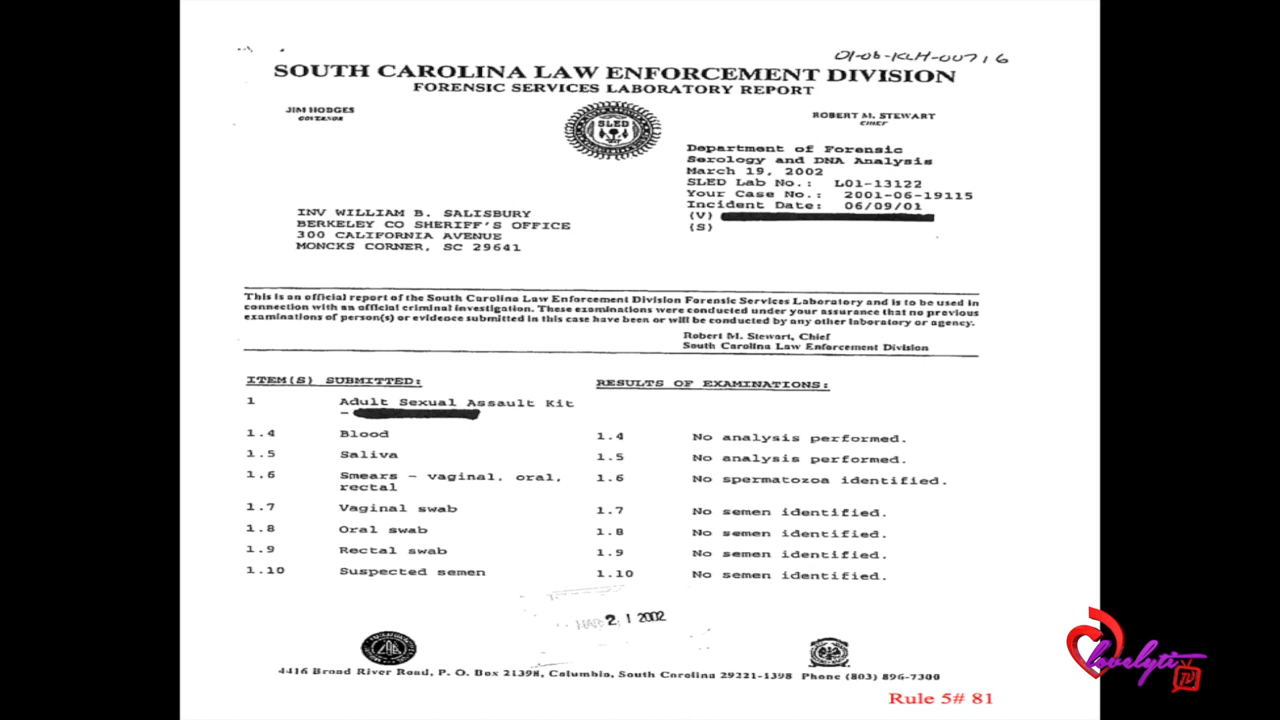 01-06-KLH-00716
SOUTH CAROLINA LAW ENFORCEMENT DIVISION
FORENSIC SERVICES LABORATORY REPORT
JIM HODGES
GOVERNOR
SLED
ROBERT M. STEWART
CHIEF
Department of Forensic
Serology and DNA Analysis
March 19, 2002
SLED Lab No.: L01-13122
Your Case No.: 2001-06-19115
Incident Date: 06/09/01
(V)
(S)
INV WILLIAM B. SALISBURY
BERKELEY CO SHERIFF'S OFFICE
300 CALIFORNIA AVENUE
MONCKS CORNER, SC 29641
This is an official report of the South Carolina Law Enforcement Division Forensic Services Laboratory and is to be used in
connection with an official criminal investigation. These examinations were conducted under your assurance that no previous
examinations of person(s) or evidence submitted in this case have been or will be conducted by any other laboratory or agency.
Robert M. Stewart, Chief
South Carolina Law Enforcement Division
ITEM(S) SUBMITTED: RESULTS OF EXAMINATIONS:
1 Adult Sexual Assault Kit
-
1.4 Blood 1.4 No analysis performed.
1.5 Saliva 1.5 No analysis performed.
1.6 Smears - vaginal, oral, 1.6 No spermatozoa identified.
rectal
1.7 Vaginal swab 1.7 No semen identified.
1.8 Oral swab 1.8 No semen identified.
1.9 Rectal swab 1.9 No semen identified.
1.10 Suspected semen 1.10 No semen identified.
MAR 21 2002
4416 Broad River Road, P. O. Box 21398, Columbia, South Carolina 29221-1398 Phone (803) 896-7300
Rule 5# 81
lovelyti
TV